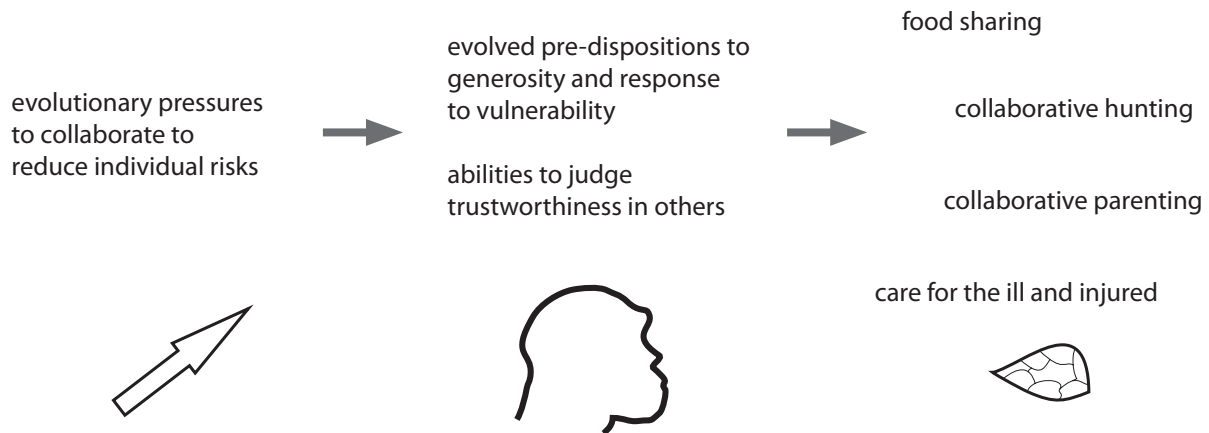 evolutionary pressures
to collaborate to
reduce individual risks
evolved pre-dispositions to
generosity and response
to vulnerability
abilities to judge
trustworthiness in others
food sharing
collaborative hunting
collaborative parenting
care for the ill and injured